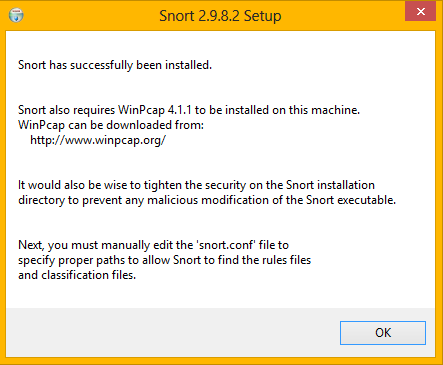 Snort 2.9.8.2 Setup
Snort has successfully been installed.
Snort also requires WinPcap 4.1.1 to be installed on this machine.
WinPcap can be downloaded from:
http://www.winpcap.org/
It would also be wise to tighten the security on the Snort installation
directory to prevent any malicious modification of the Snort executable.
Next, you must manually edit the 'snort.conf' file to
specify proper paths to allow Snort to find the rules files
and classification files.
OK